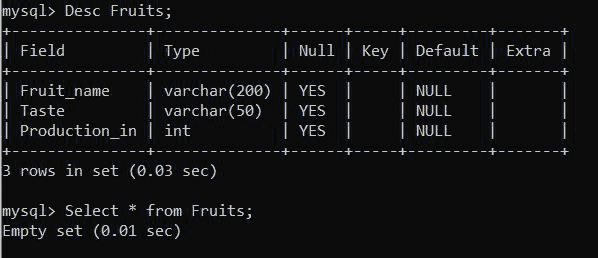 mysql> Desc Fruits;
+---------------+--------------+------+-----+---------+-------+
| Field         | Type         | Null | Key | Default | Extra |
+---------------+--------------+------+-----+---------+-------+
| Fruit_name    | varchar(200) | YES  |     | NULL    |       |
| Taste         | varchar(50)  | YES  |     | NULL    |       |
| Production_in | int          | YES  |     | NULL    |       |
+---------------+--------------+------+-----+---------+-------+
3 rows in set (0.03 sec)
mysql> Select * from Fruits;
Empty set (0.01 sec)